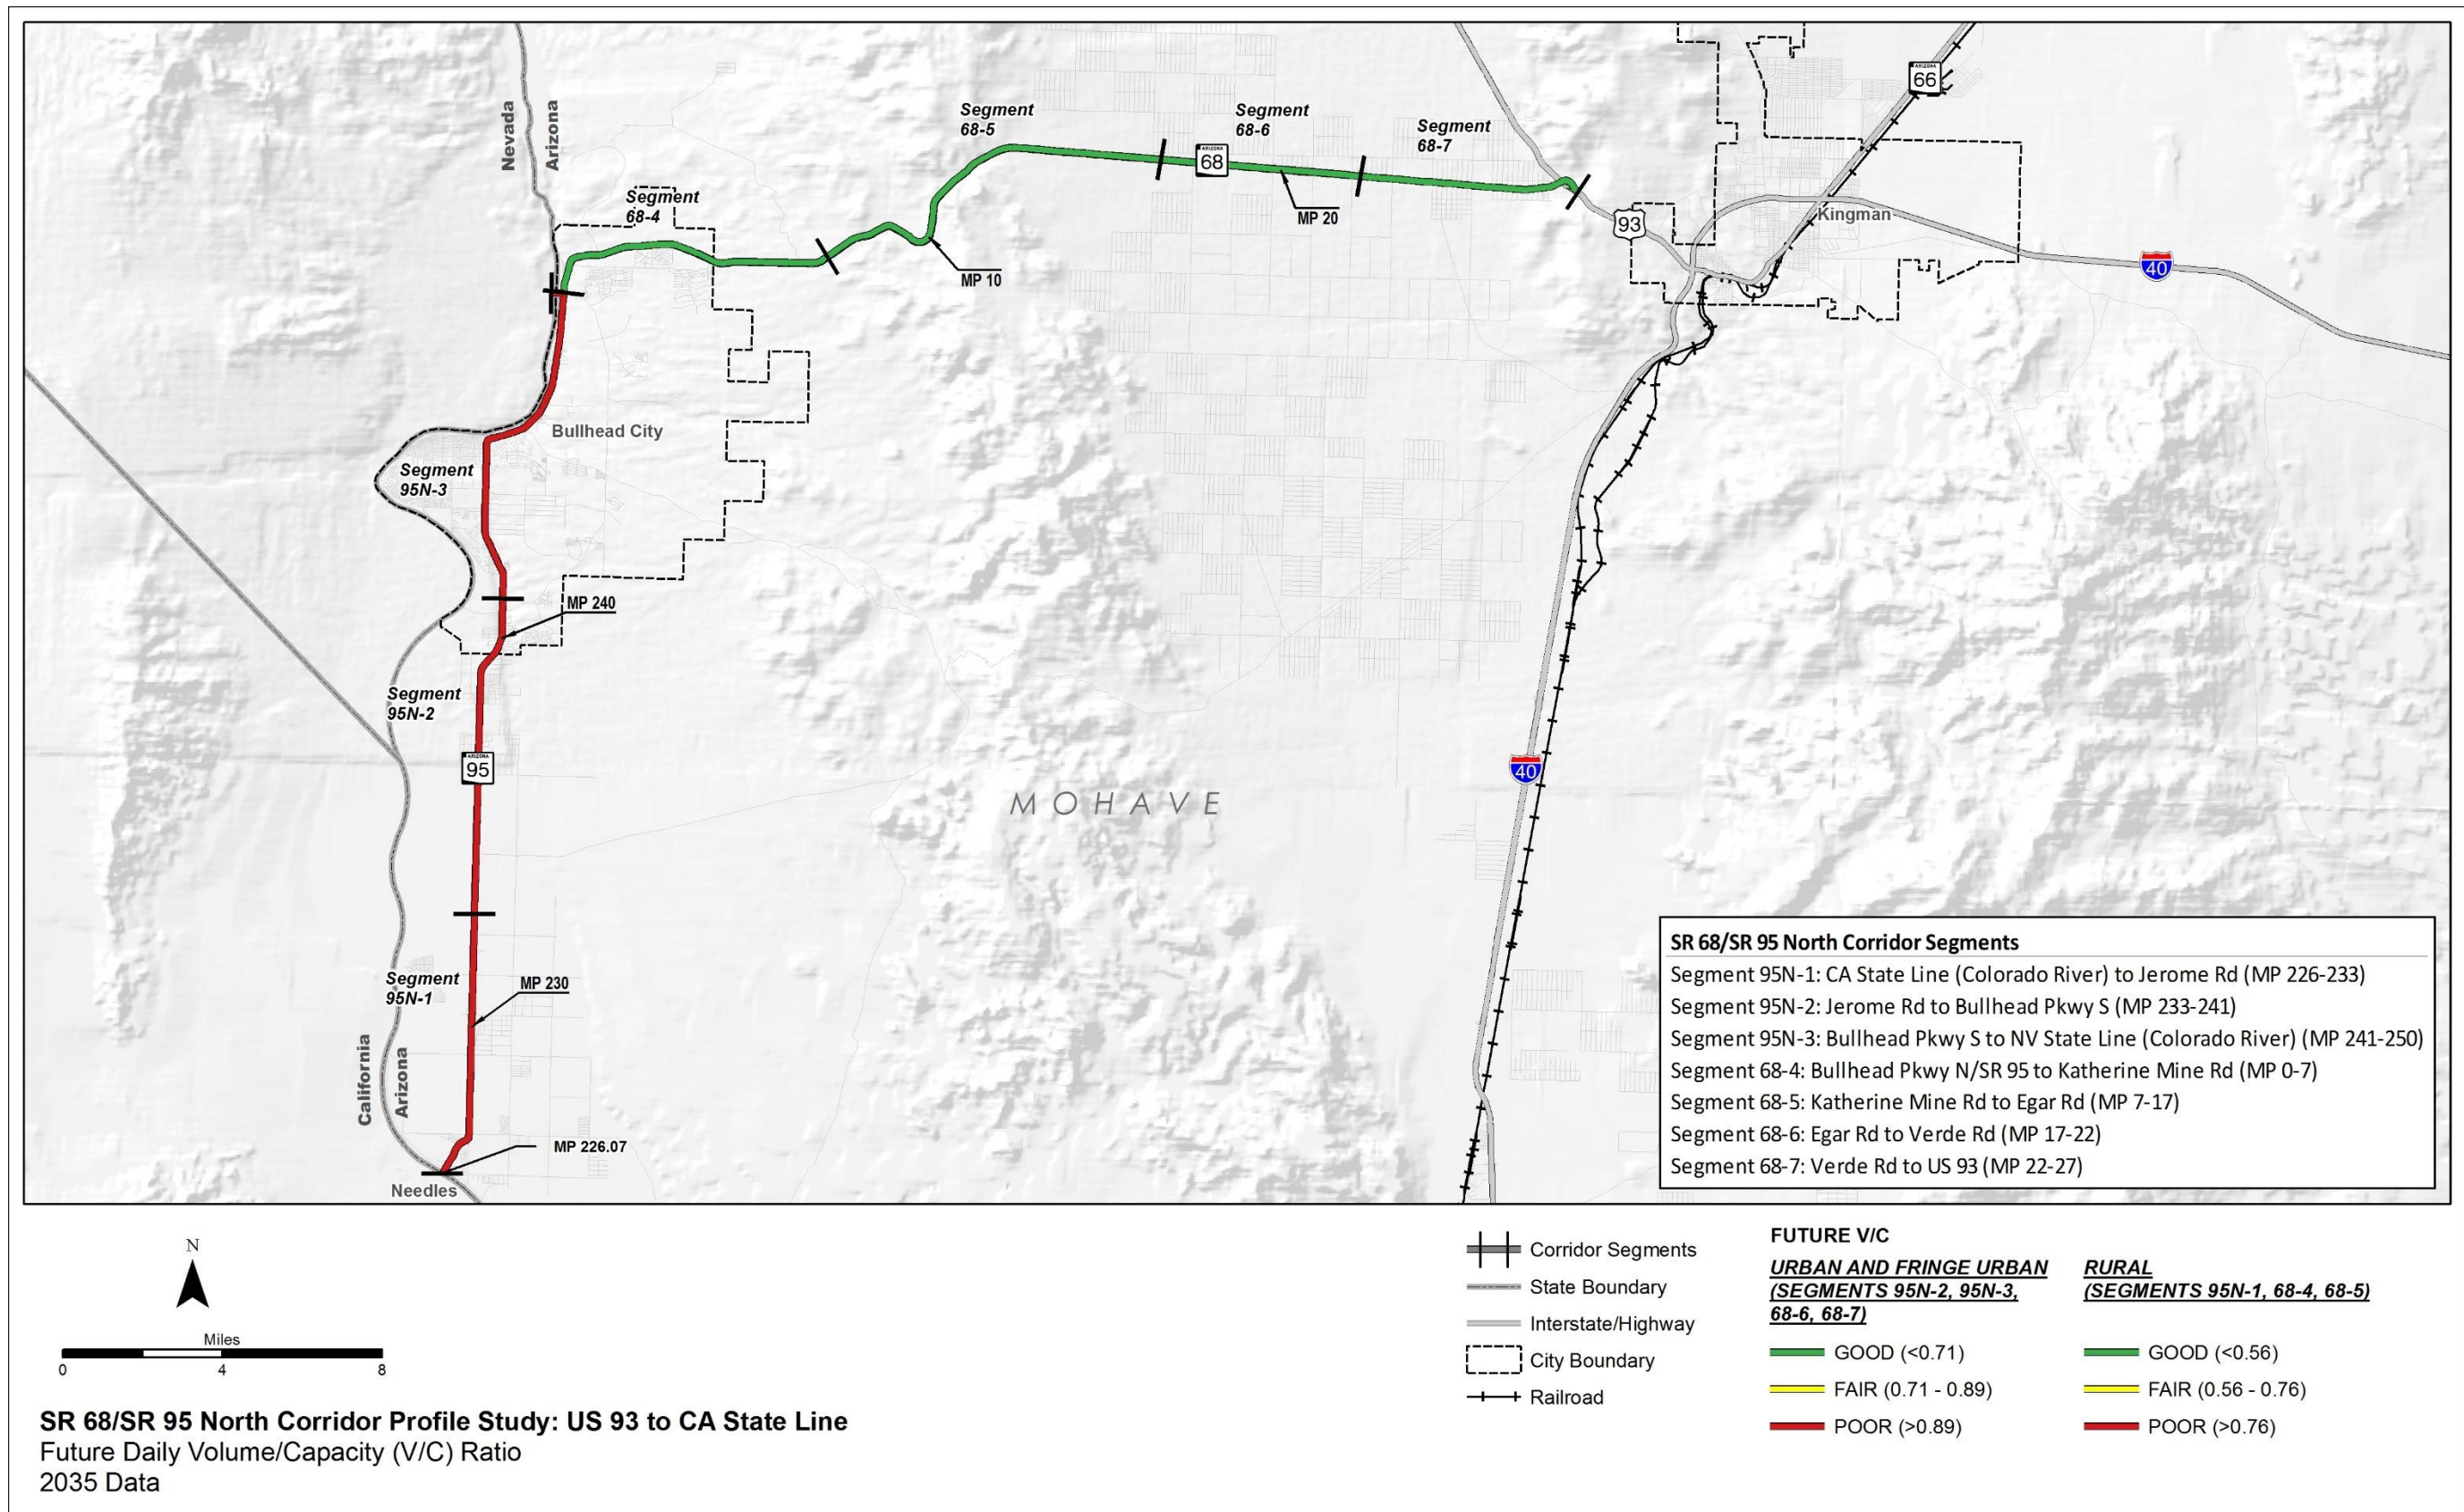 Nevada
Arizona
Segment
68-4
Segment
68-5
Segment
68-6
Segment
68-7
ARIZONA
68
MP 20
MP 10
ARIZONA
66
93
Kingman
40
Bullhead City
Segment
95N-3
MP 240
Segment
95N-2
ARIZONA
95
MOHAVE
40
Segment
95N-1
MP 230
California
Arizona
MP 226.07
Needles
SR 68/SR 95 North Corridor Segments
Segment 95N-1: CA State Line (Colorado River) to Jerome Rd (MP 226-233)
Segment 95N-2: Jerome Rd to Bullhead Pkwy S (MP 233-241)
Segment 95N-3: Bullhead Pkwy S to NV State Line (Colorado River) (MP 241-250)
Segment 68-4: Bullhead Pkwy N/SR 95 to Katherine Mine Rd (MP 0-7)
Segment 68-5: Katherine Mine Rd to Egar Rd (MP 7-17)
Segment 68-6: Egar Rd to Verde Rd (MP 17-22)
Segment 68-7: Verde Rd to US 93 (MP 22-27)
N
Miles
0 4 8
SR 68/SR 95 North Corridor Profile Study: US 93 to CA State Line
Future Daily Volume/Capacity (V/C) Ratio
2035 Data
Corridor Segments
State Boundary
Interstate/Highway
City Boundary
Railroad
FUTURE V/C
URBAN AND FRINGE URBAN
(SEGMENTS 95N-2, 95N-3,
68-6, 68-7)
GOOD (<0.71)
FAIR (0.71 - 0.89)
POOR (>0.89)
RURAL
(SEGMENTS 95N-1, 68-4, 68-5)
GOOD (<0.56)
FAIR (0.56 - 0.76)
POOR (>0.76)